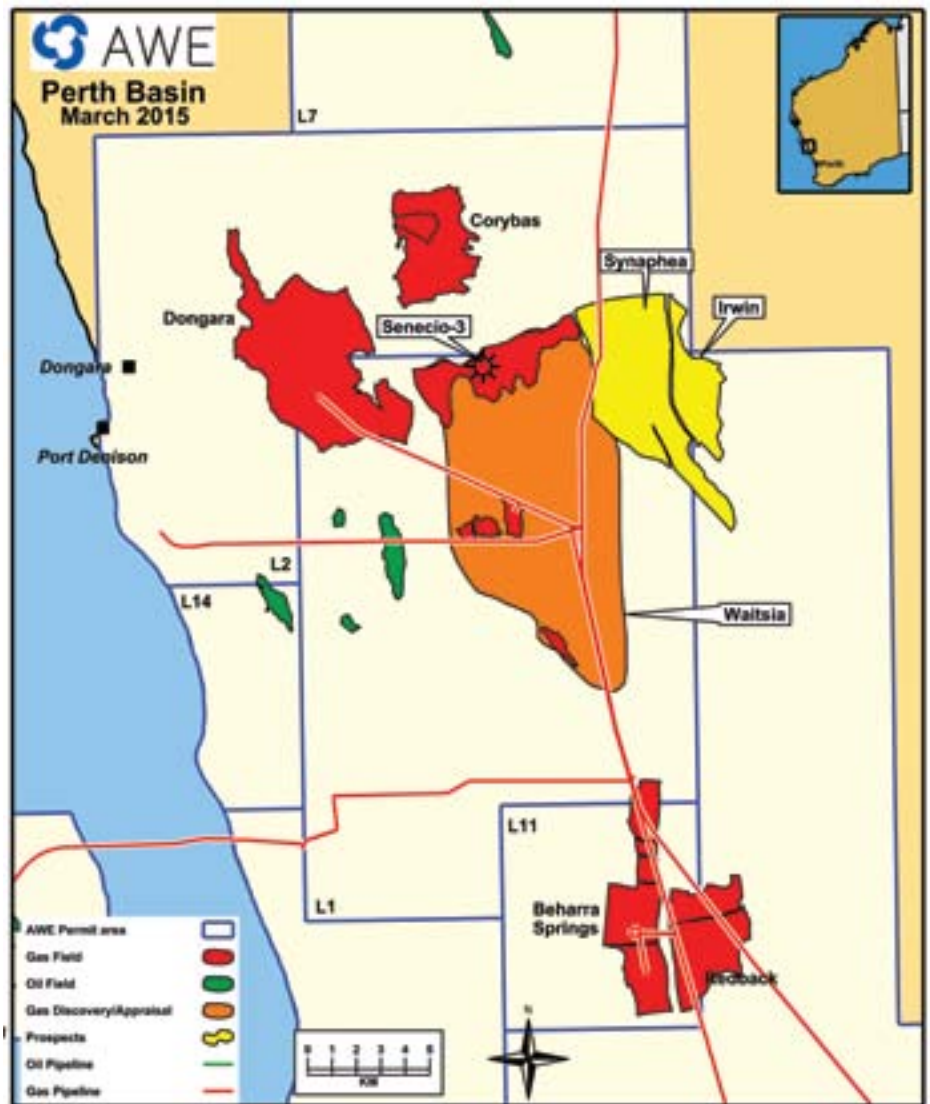 AWE
Perth Basin
March 2015
L7
Perth
Corybas
Synaphea
Dongara
Irwin
Senecio-3
Dongara
Port Denison
L2
L14
Waitsia
L11
L1
Beharra
Springs
Redback
AWE Permit area
Gas Field
Oil Field
Gas Discovery/Appraisal
Prospects
Oil Pipeline
Gas Pipeline
N
0 1 2 3 4 5
KM